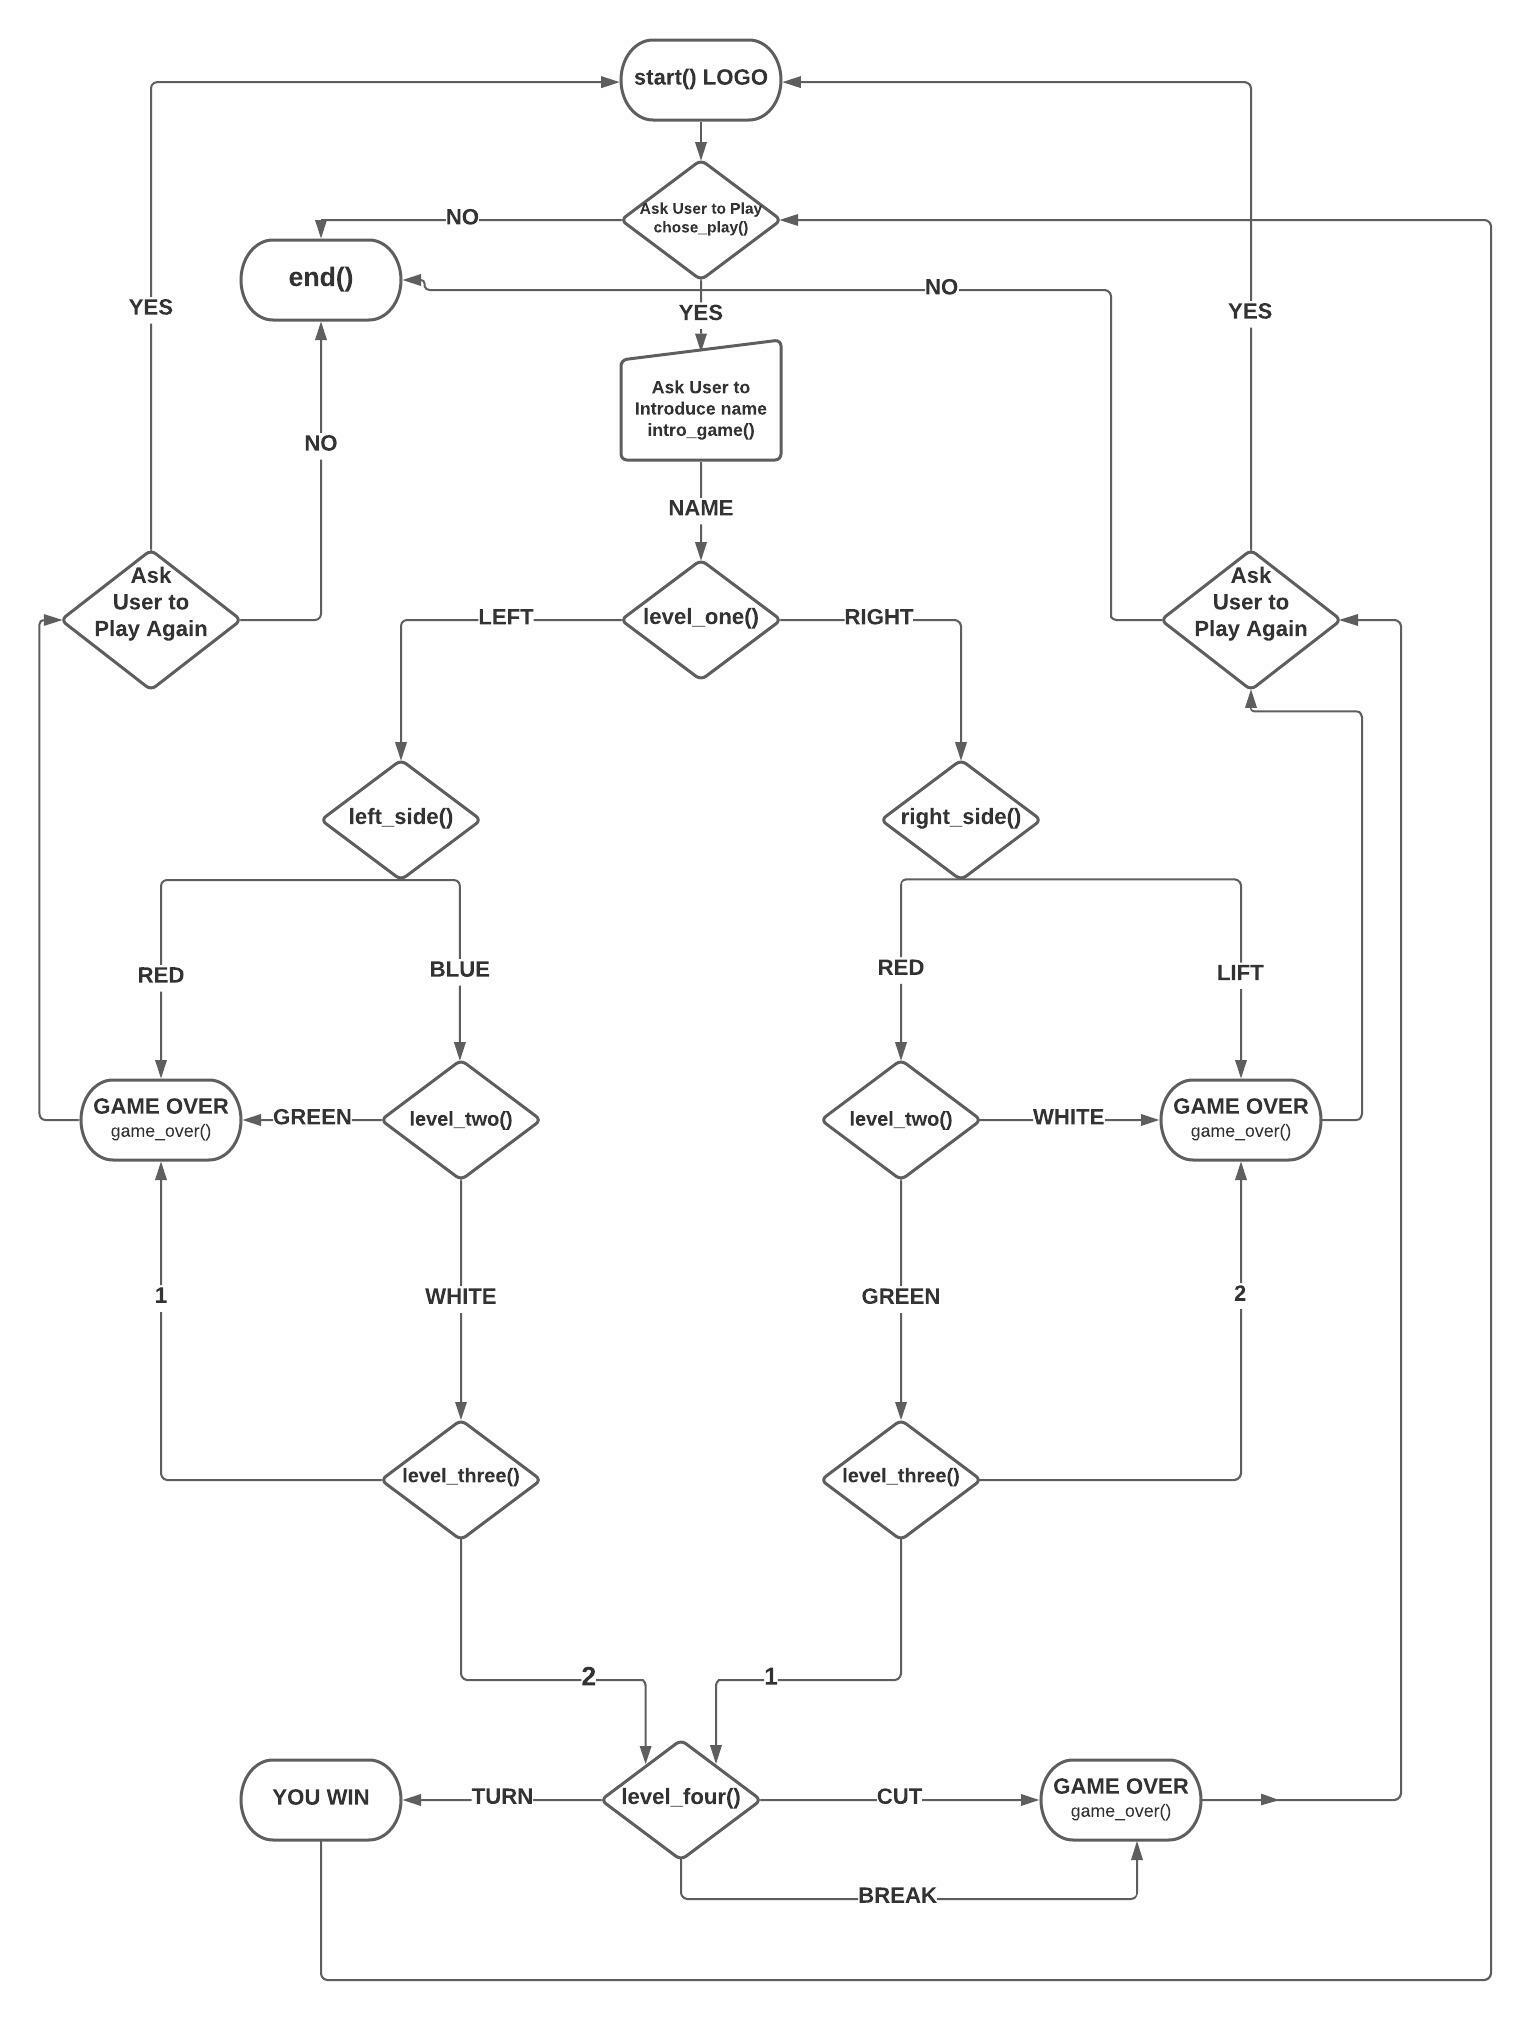 start() LOGO
Ask User to Play
chose_play()
NO
end()
NO
YES
YES
YES
Ask User to
Introduce name
intro_game()
NO
NAME
Ask
User to
Play Again
LEFT
level_one()
RIGHT
Ask
User to
Play Again
left_side()
right_side()
RED
BLUE
RED
LIFT
GAME OVER
game_over()
GREEN
level_two()
level_two()
WHITE
GAME OVER
game_over()
1
WHITE
GREEN
2
level_three()
level_three()
2
1
YOU WIN
TURN
level_four()
CUT
GAME OVER
game_over()
BREAK